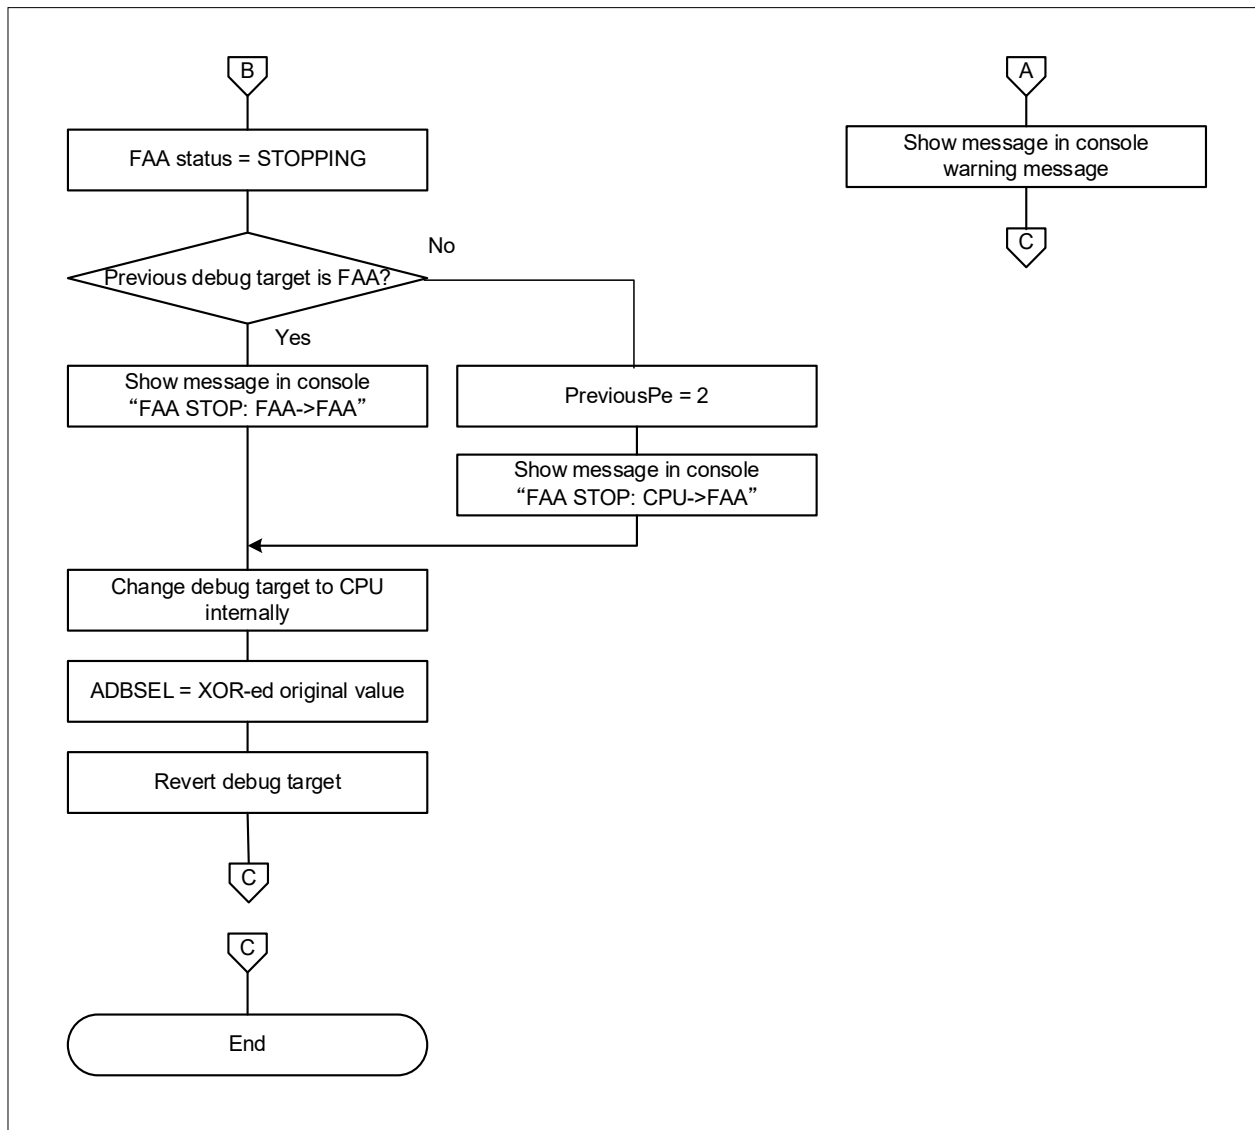 B
FAA status = STOPPING
Previous debug target is FAA?
No
Yes
Show message in console
“FAA STOP: FAA->FAA”
PreviousPe = 2
Show message in console
“FAA STOP: CPU->FAA”
Change debug target to CPU
internally
ADBSEL = XOR-ed original value
Revert debug target
C
C
End
A
Show message in console
warning message
C